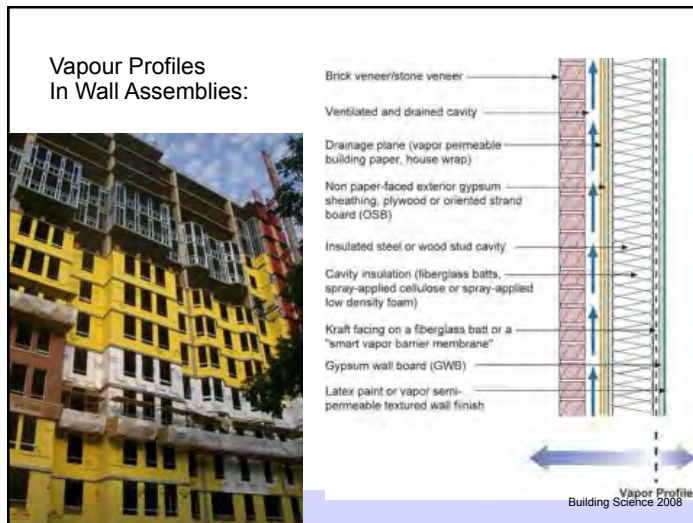 Vapour Profiles
In Wall Assemblies:
Brick veneer/stone veneer
Ventilated and drained cavity
Drainage plane (vapor permeable
building paper, house wrap)
Non paper-faced exterior gypsum
sheathing, plywood or oriented strand
board (OSB)
Insulated steel or wood stud cavity
Cavity insulation (fiberglass batts,
spray-applied cellulose or spray-applied
low density foam)
Kraft facing on a fiberglass batt or a
"smart vapor barrier membrane"
Gypsum wall board (GWB)
Latex paint or vapor semi-
permeable textured wall finish
Vapor Profile
Building Science 2008